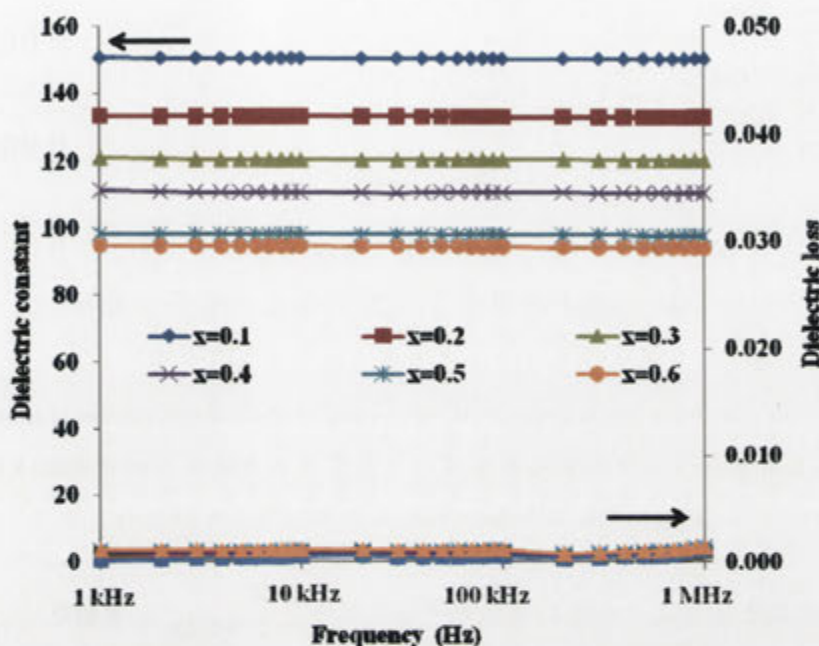 160
140
120
100
80
60
40
20
0
Dielectric constant
0.050
0.040
0.030
0.020
0.010
0.000
Dielectric loss
x=0.1 x=0.2 x=0.3
x=0.4 x=0.5 x=0.6
1 kHz 10 kHz 100 kHz 1 MHz
Frequency (Hz)